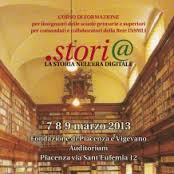 CORSO DI FORMAZIONE
per insegnanti delle scuole primarie e superiori
per comandati e collaboratori della Rete INSMLI
..stori@
LA STORIA NELL'ERA DIGITALE
7 8 9 marzo 2013
Fondazione di Piacenza e Vigevano
Auditorium
Piacenza via Sant'Eufemia 12